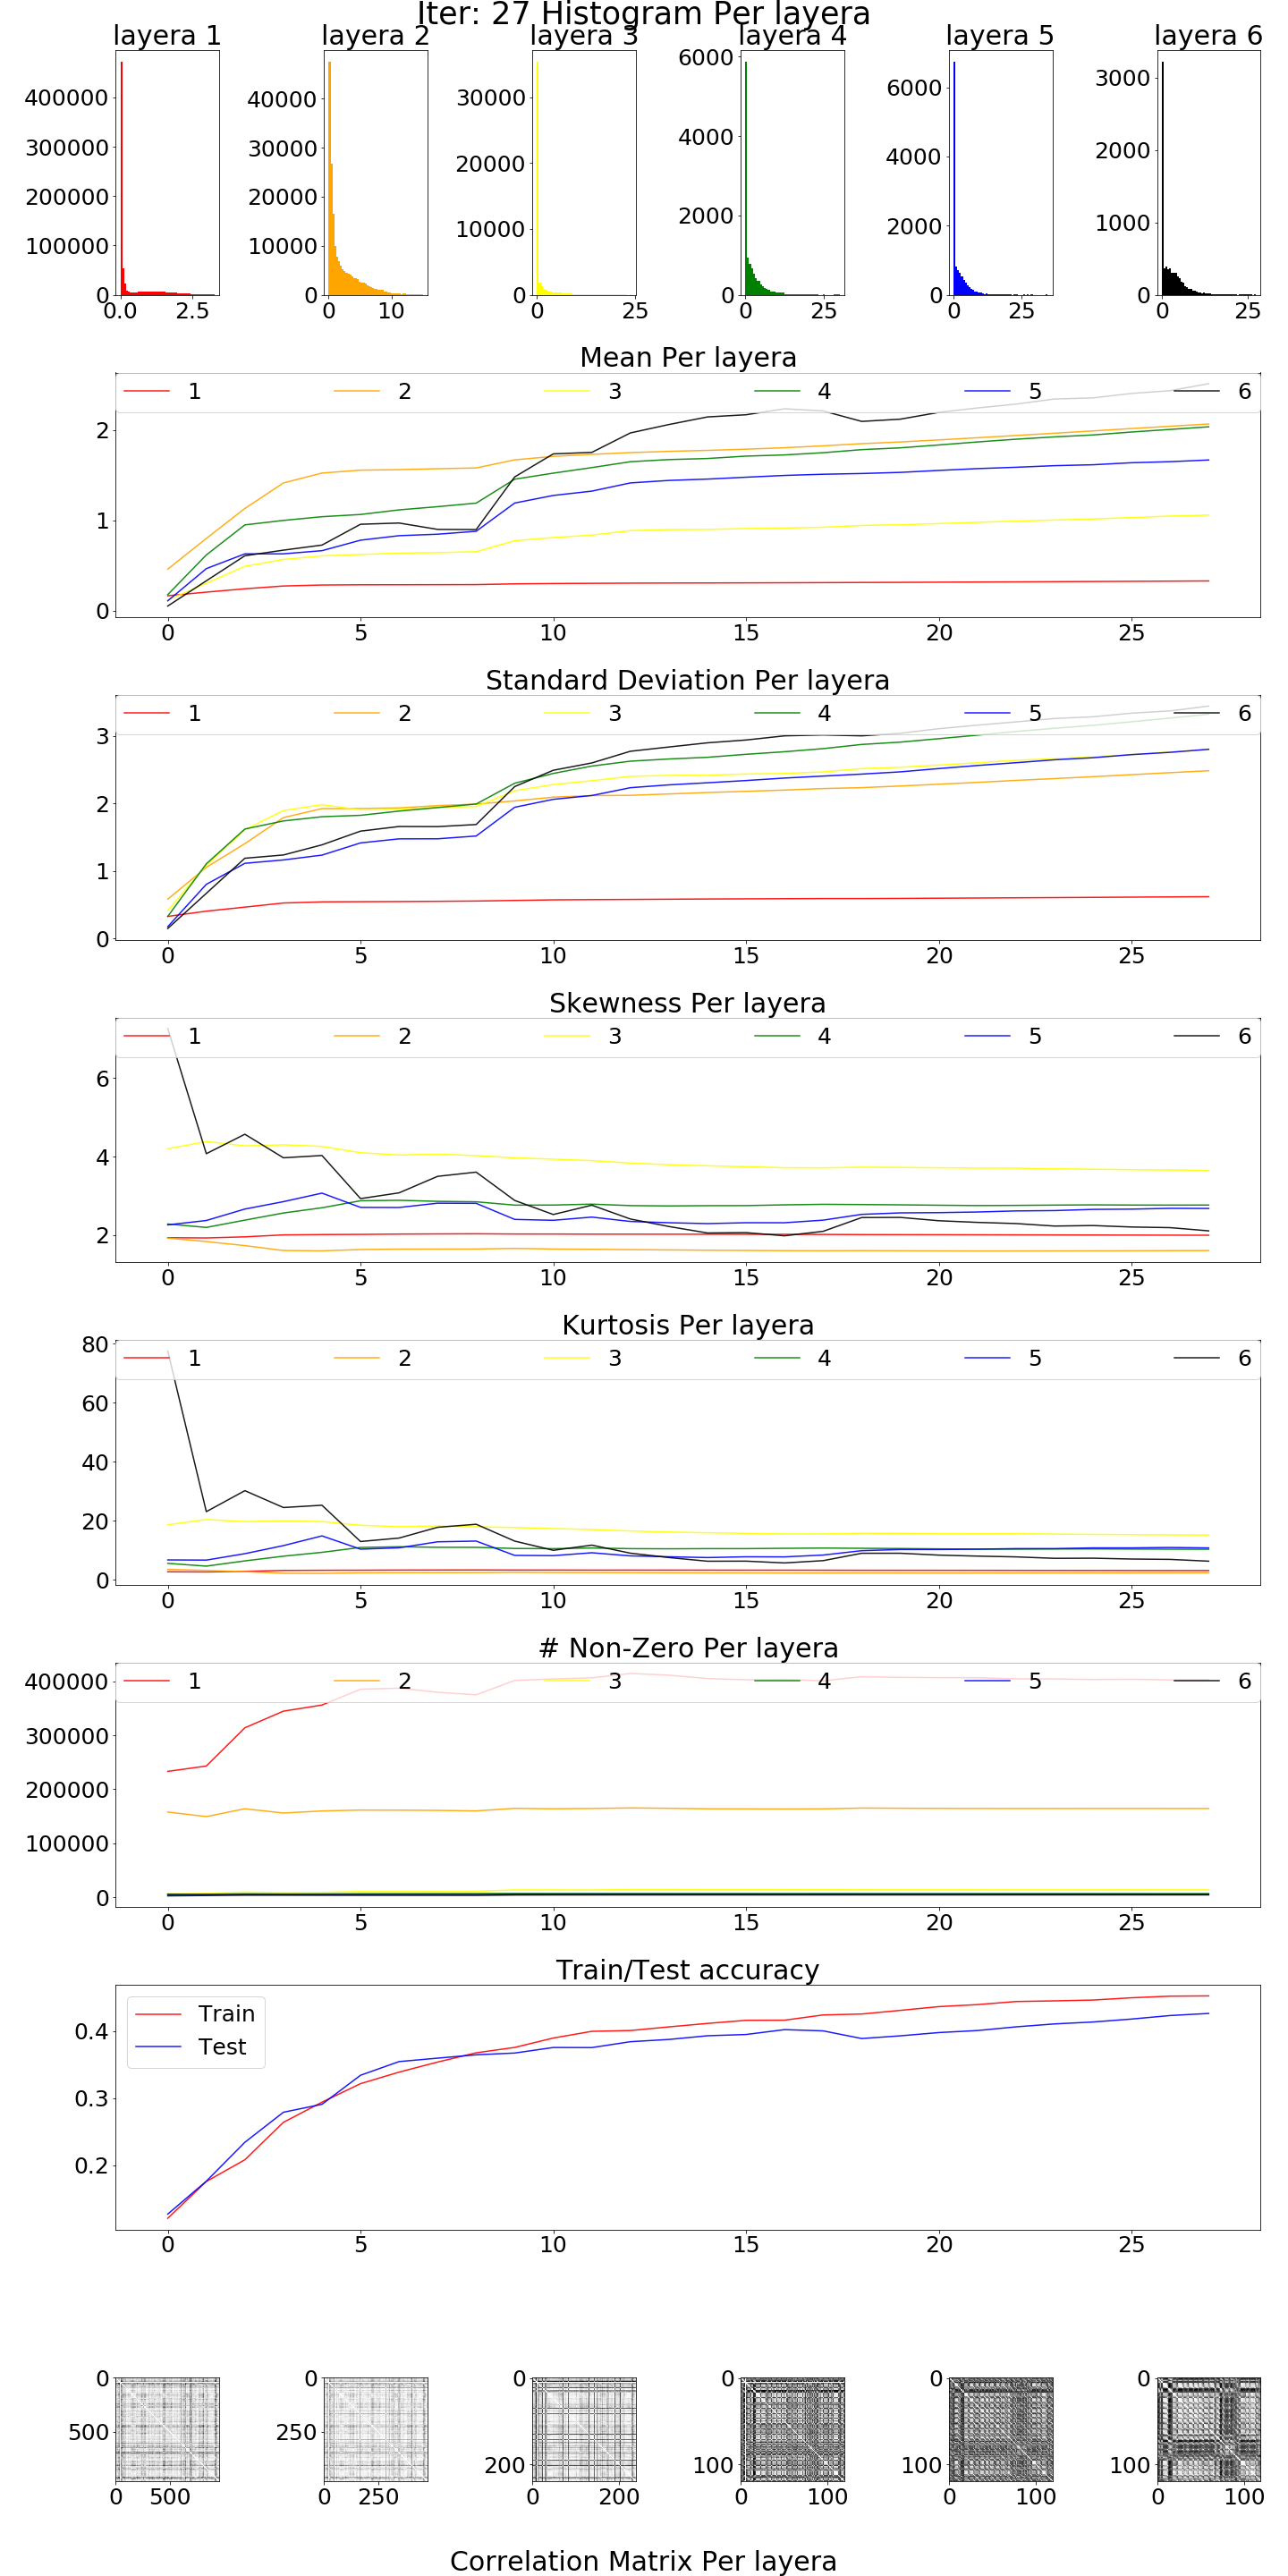 Iter: 27 Histogram Per layera
layera 1 layera 2 layera 3 layera 4 layera 5 layera 6
400000 300000 200000 100000 0
0.0 2.5
40000 30000 20000 10000 0
0 10
30000 20000 10000 0
0 25
6000 4000 2000 0
0 25
6000 4000 2000 0
0 25
3000 2000 1000 0
0 25
Mean Per layera
1 2 3 4 5 6
2
1
0
0 5 10 15 20 25
Standard Deviation Per layera
1 2 3 4 5 6
3
2
1
0
0 5 10 15 20 25
Skewness Per layera
1 2 3 4 5 6
6
4
2
0 5 10 15 20 25
Kurtosis Per layera
80
1 2 3 4 5 6
60
40
20
0
0 5 10 15 20 25
# Non-Zero Per layera
400000 1 2 3 4 5 6
300000
200000
100000
0
0 5 10 15 20 25
Train/Test accuracy
Train
Test
0.4
0.3
0.2
0 5 10 15 20 25
0 500
0 500
0 250
0 250
0 200
0 200
0 100
0 100
0 100
0 100
0 100
0 100
Correlation Matrix Per layera